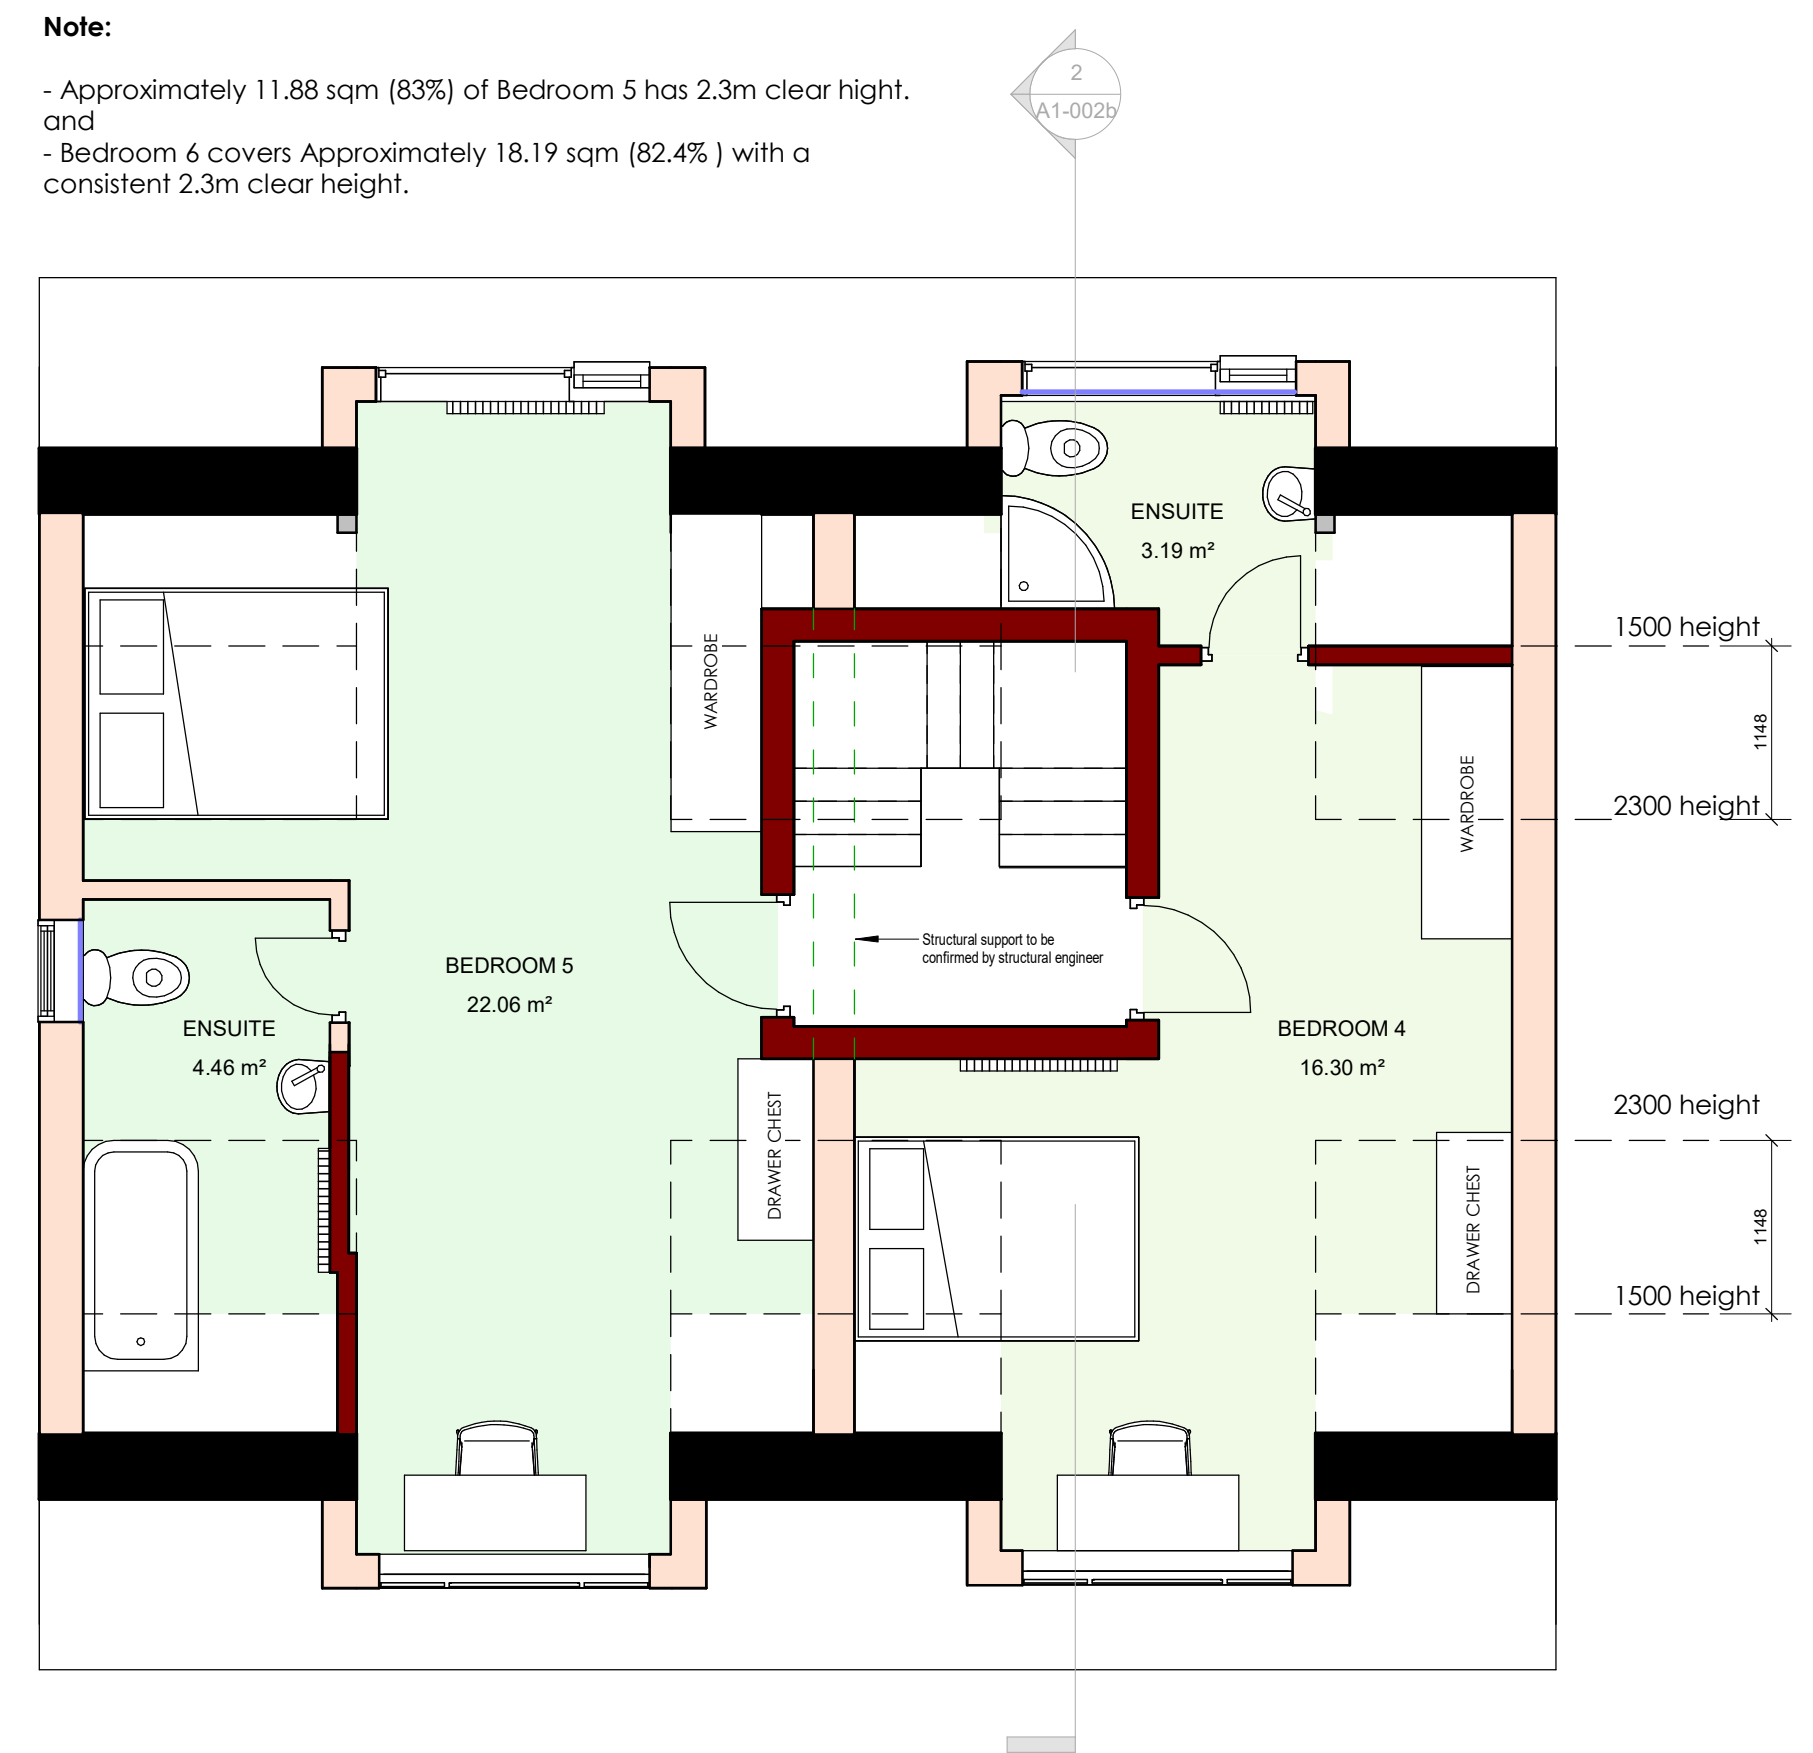 Note:
- Approximately 11.88 sqm (83%) of Bedroom 5 has 2.3m clear hight.
and
- Bedroom 6 covers Approximately 18.19 sqm (82.4% ) with a
consistent 2.3m clear height.
2
A1-002b
ENSUITE
3.19 m²
1500 height
WARDROBE
1148
WARDROBE
2300 height
Structural support to be
confirmed by structural engineer
BEDROOM 5
22.06 m²
ENSUITE
4.46 m²
BEDROOM 4
16.30 m²
2300 height
DRAWER CHEST
DRAWER CHEST
1148
1500 height